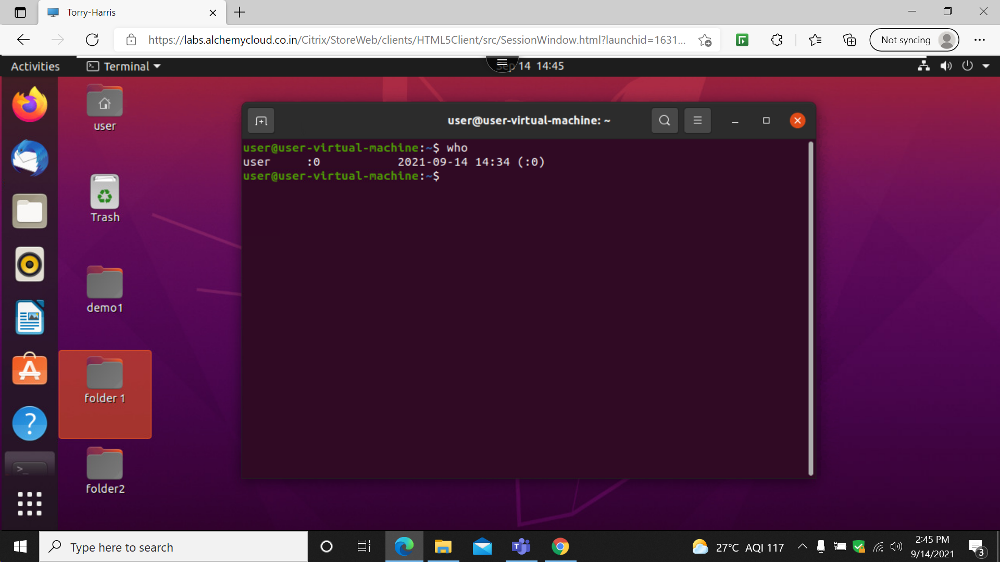 Torry-Harris
https://labs.alchemycloud.co.in/Citrix/StoreWeb/clients/HTML5Client/src/SessionWindow.html?launchid=1631...
Not syncing
Activities
Terminal
Sep 14 14:45
user
Trash
demo1
folder 1
folder2
user@user-virtual-machine: ~
user@user-virtual-machine:~$ who
user     :0           2021-09-14 14:34 (:0)
user@user-virtual-machine:~$
Type here to search
27°C AQI 117
2:45 PM
9/14/2021
3